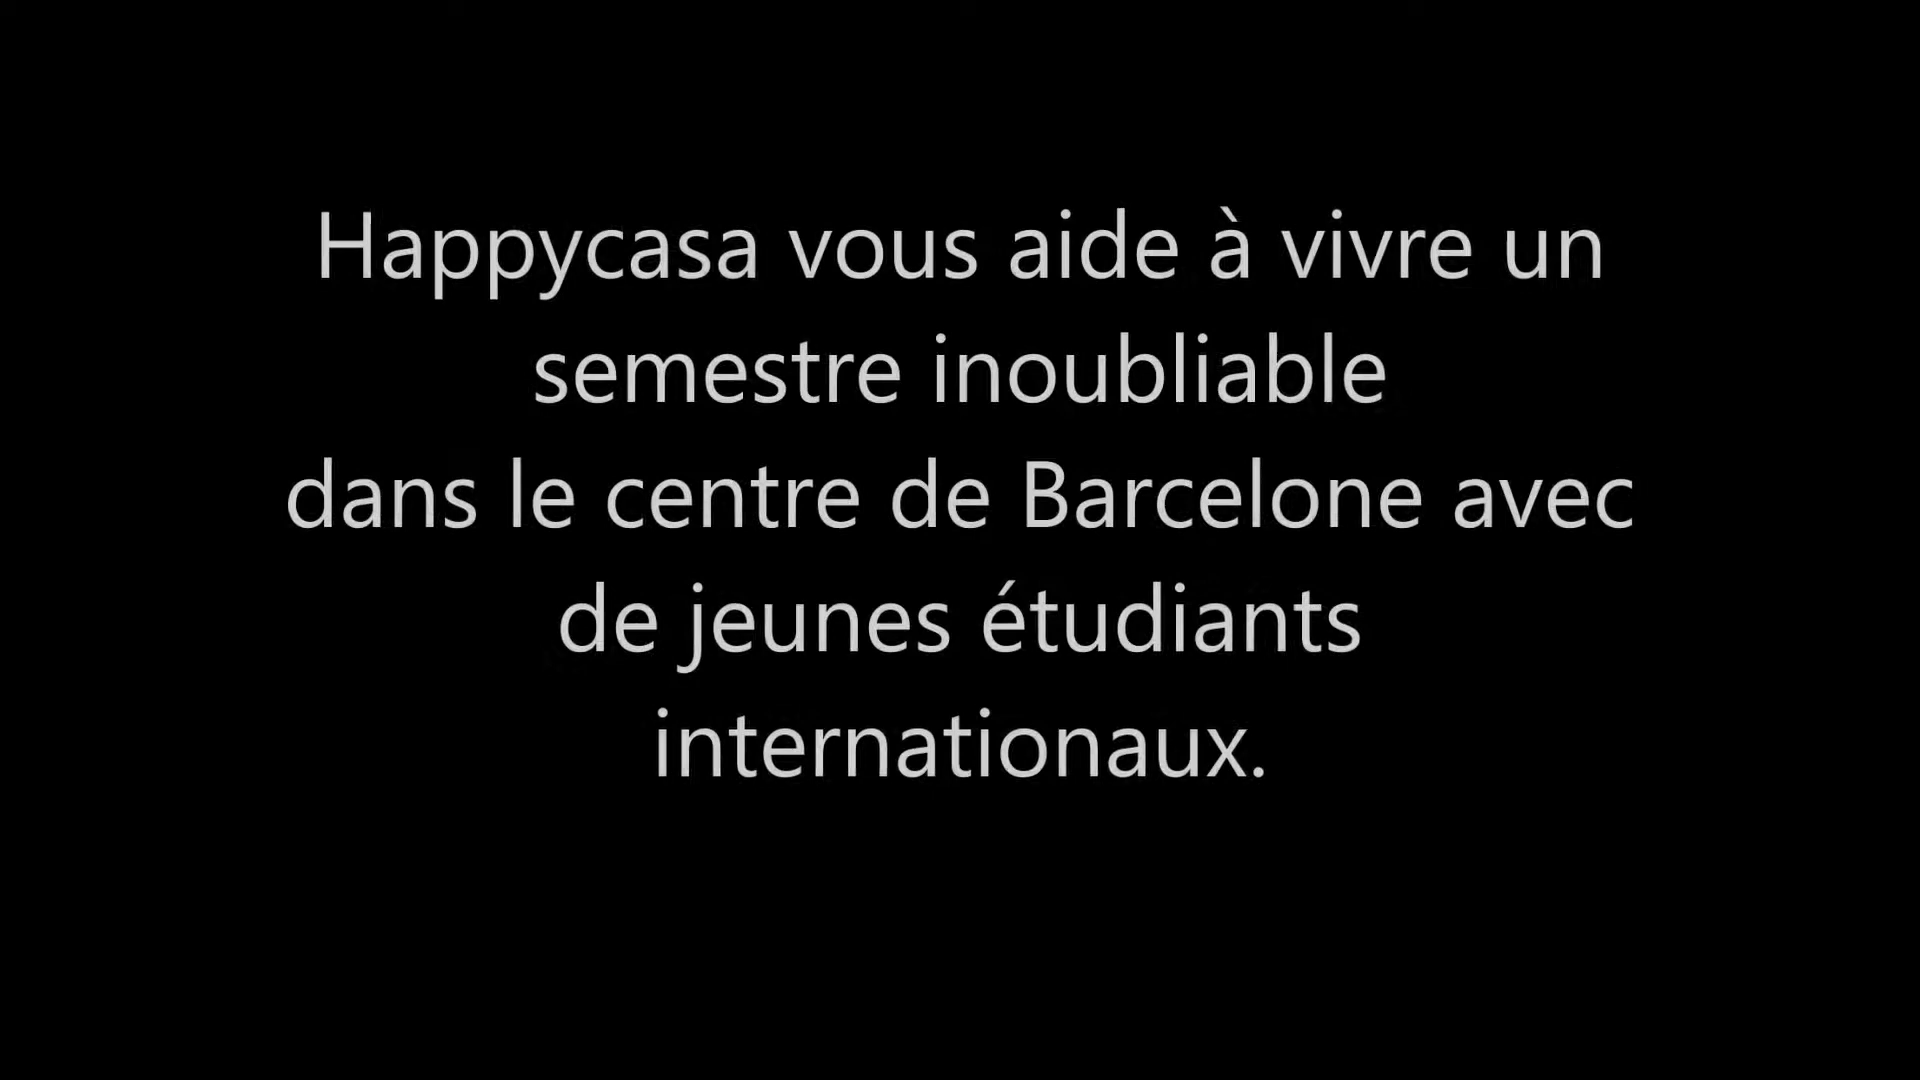 Happycasa vous aide à vivre un
semestre inoubliable
dans le centre de Barcelone avec
de jeunes étudiants
internationaux.